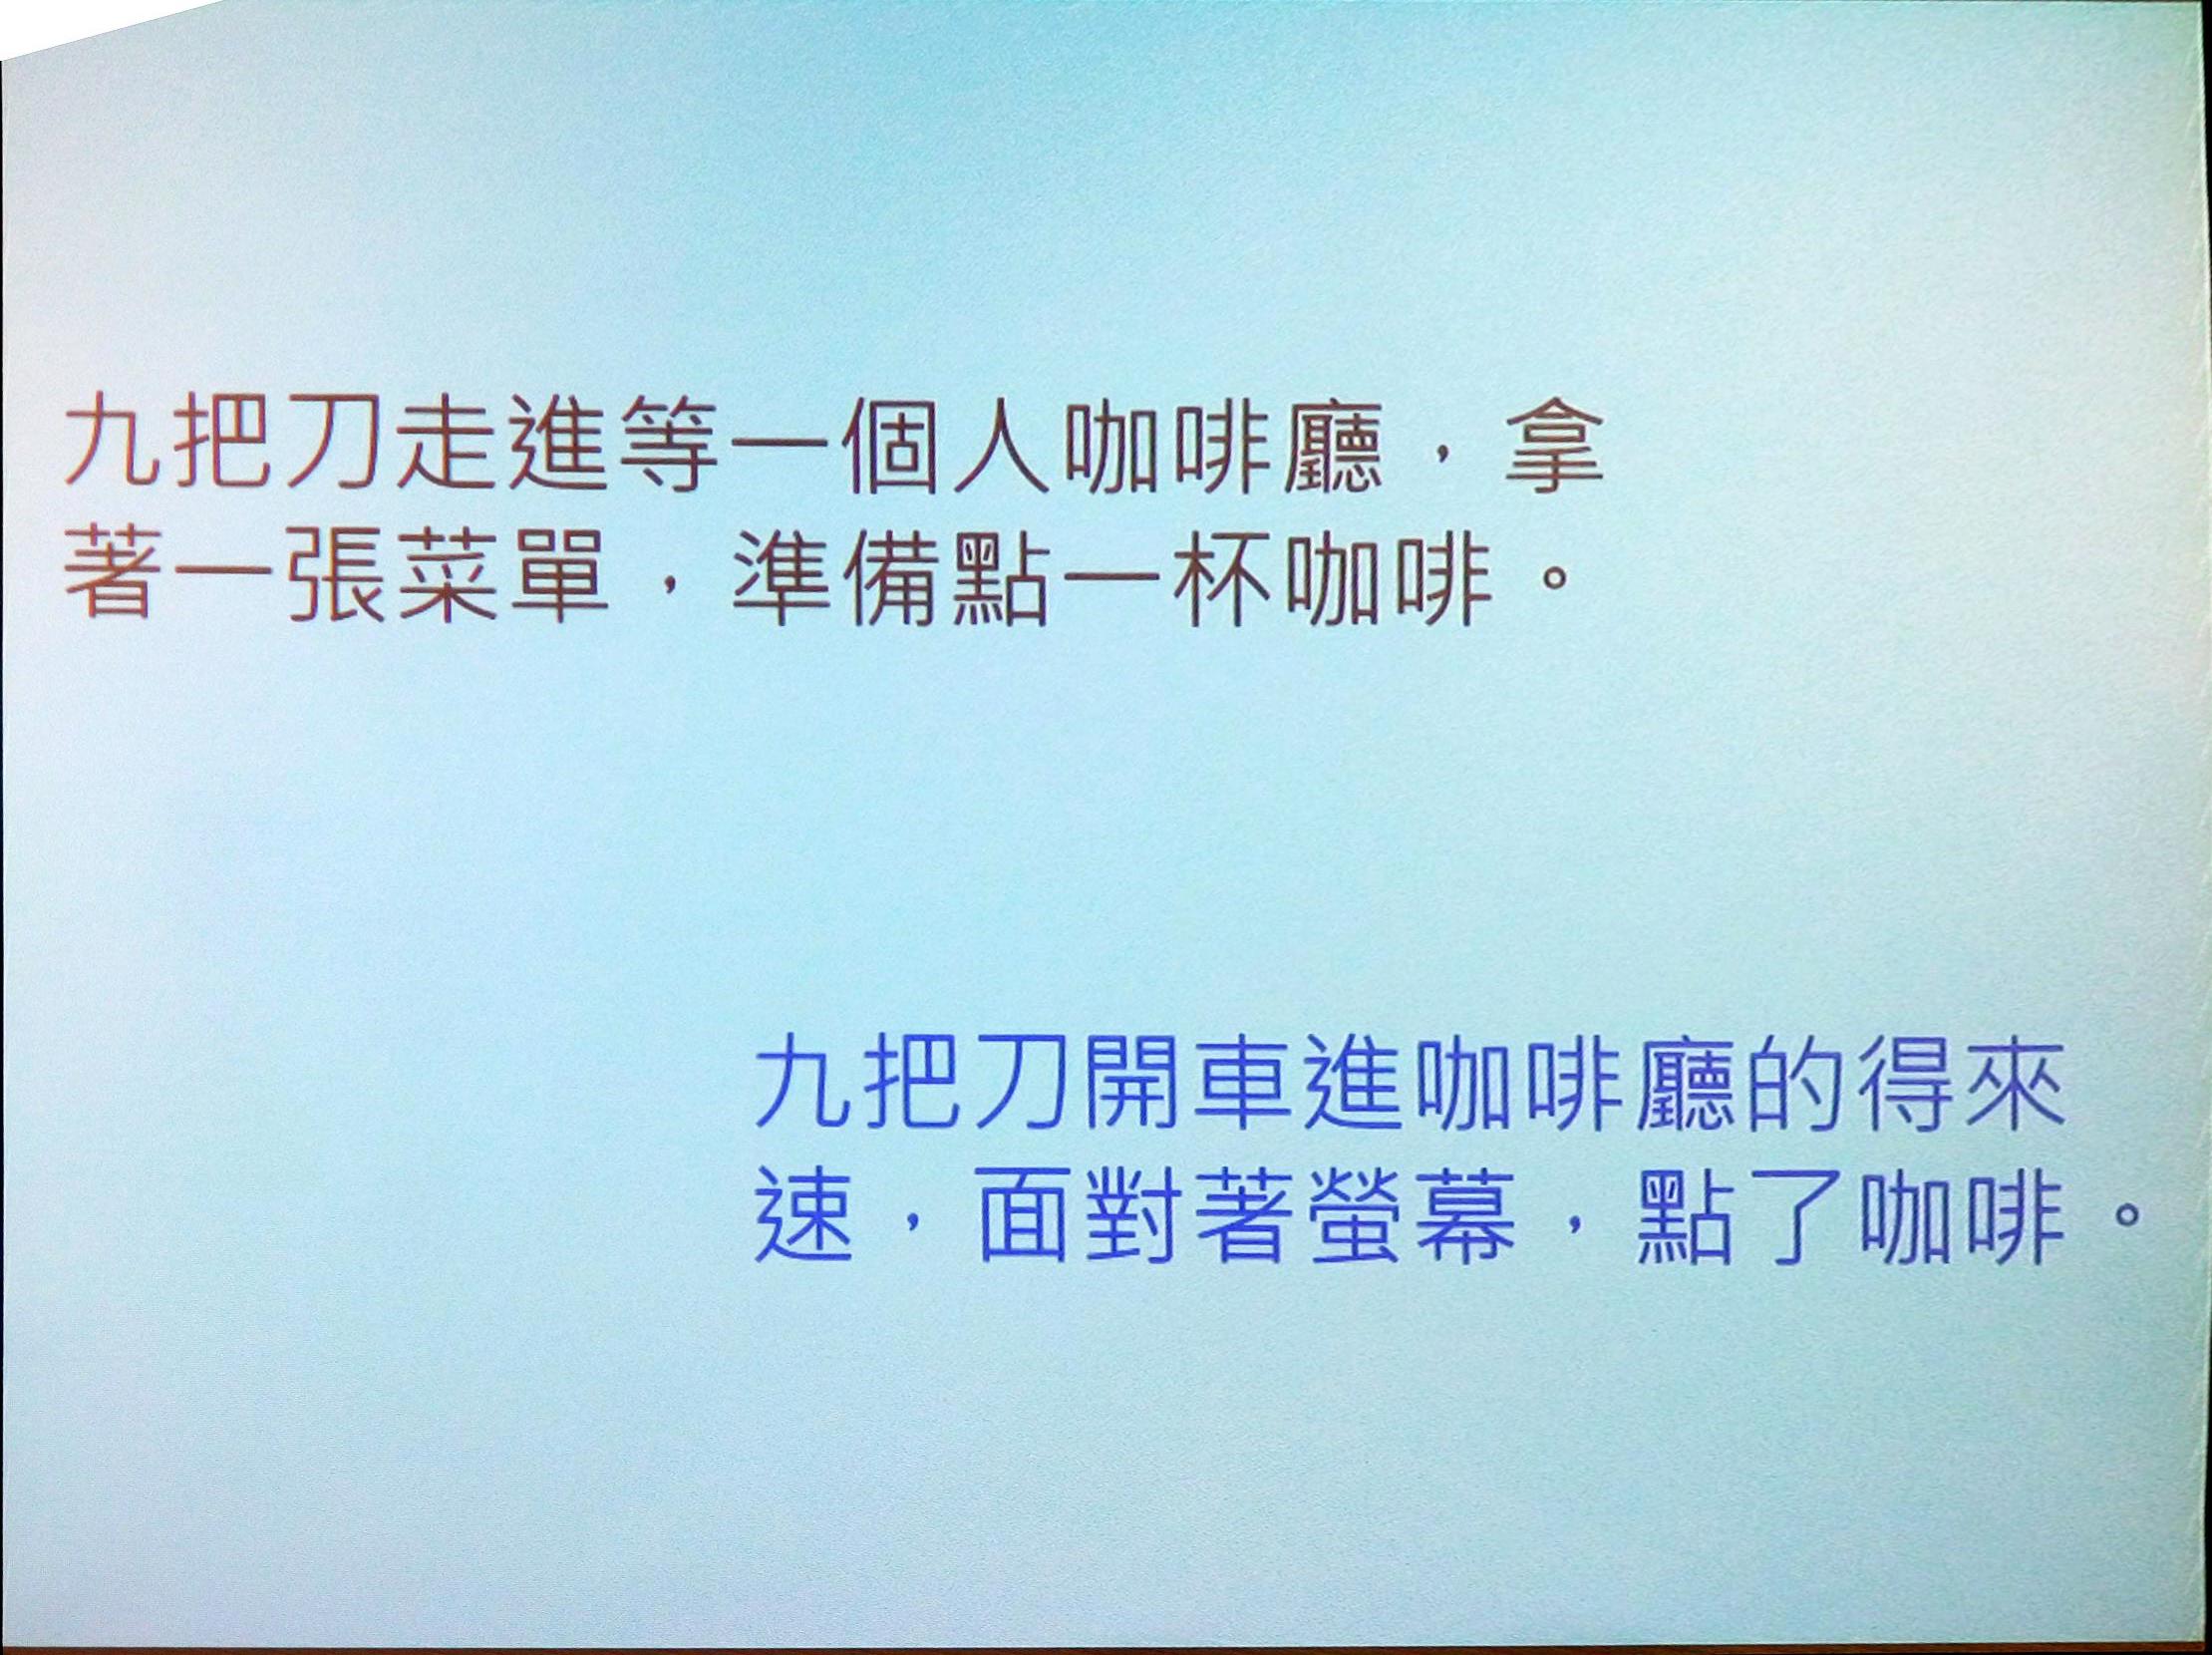 九把刀走進等一個人咖啡廳，拿
著一張菜單，準備點一杯咖啡。
九把刀開車進咖啡廳的得來
速，面對著螢幕，點了咖啡。